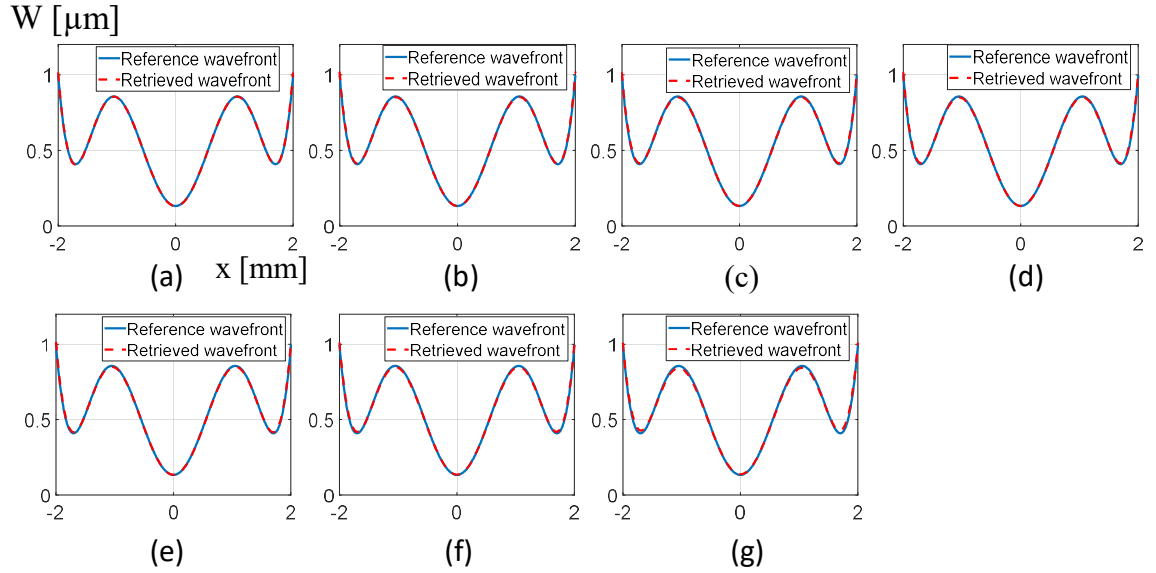 W [µm]
Reference wavefront
Retrieved wavefront
1
0.5
0
-2
0
2
(a)
x [mm]
Reference wavefront
Retrieved wavefront
1
0.5
0
-2
0
2
(b)
Reference wavefront
Retrieved wavefront
1
0.5
0
-2
0
2
(c)
Reference wavefront
Retrieved wavefront
1
0.5
0
-2
0
2
(d)
Reference wavefront
Retrieved wavefront
1
0.5
0
-2
0
2
(e)
Reference wavefront
Retrieved wavefront
1
0.5
0
-2
0
2
(f)
Reference wavefront
Retrieved wavefront
1
0.5
0
-2
0
2
(g)